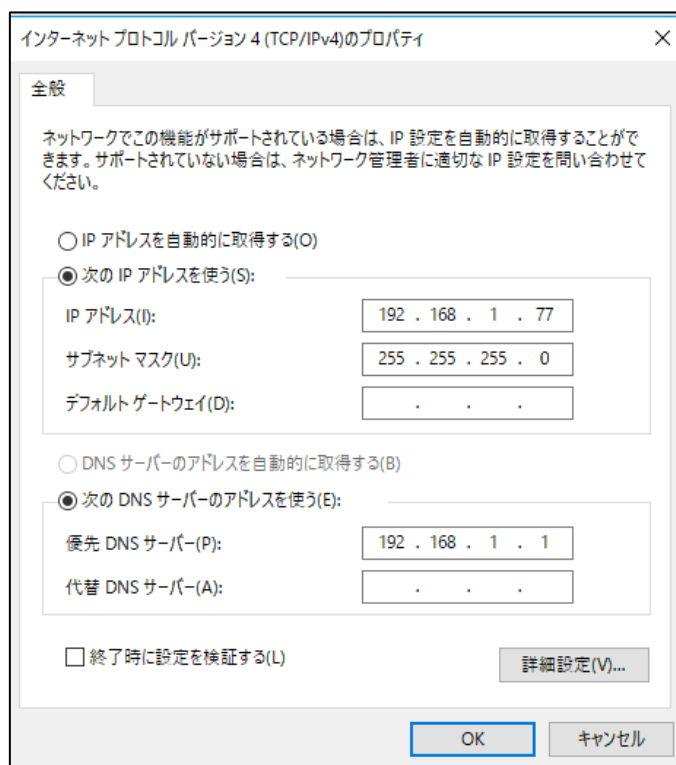 インターネット プロトコル バージョン 4 (TCP/IPv4)のプロパティ
全般
ネットワークでこの機能がサポートされている場合は、IP 設定を自動的に取得することがで
きます。サポートされていない場合は、ネットワーク管理者に適切な IP 設定を問い合わせて
ください。
IP アドレスを自動的に取得する(O)
次の IP アドレスを使う(S):
IP アドレス(I): 192 . 168 . 1 . 77
サブネット マスク(U): 255 . 255 . 255 . 0
デフォルト ゲートウェイ(D): . . .
DNS サーバーのアドレスを自動的に取得する(B)
次の DNS サーバーのアドレスを使う(E):
優先 DNS サーバー(P): 192 . 168 . 1 . 1
代替 DNS サーバー(A): . . .
終了時に設定を検証する(L)
詳細設定(V)...
OK キャンセル